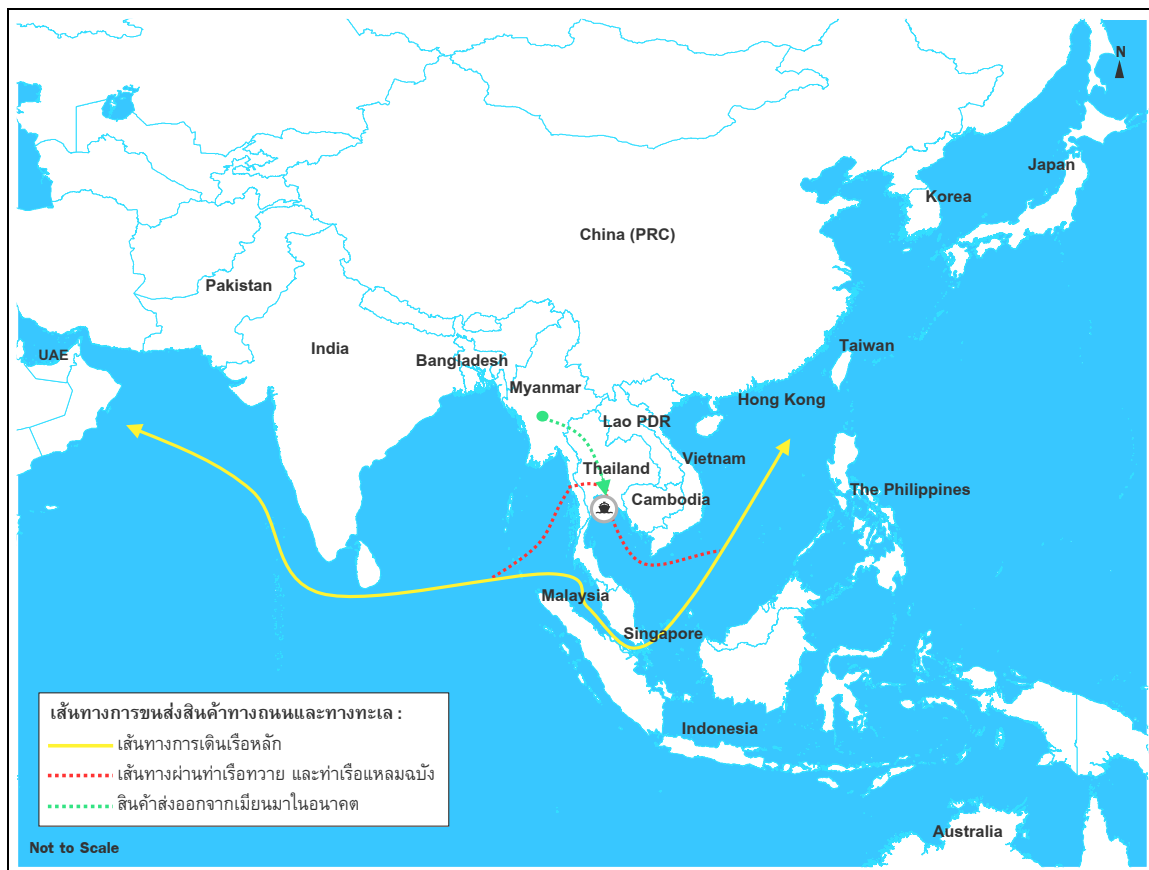 N
Japan
Korea
China (PRC)
Pakistan
Taiwan
India
UAE
Bangladesh
Myanmar
Hong Kong
Lao PDR
Vietnam
Thailand
The Philippines
Cambodia
Malaysia
Singapore
Indonesia
Australia
เส้นทางการขนส่งสินค้าทางถนนและทางทะเล :
เส้นทางการเดินเรือหลัก
เส้นทางผ่านท่าเรือทวาย และท่าเรือแหลมฉบัง
สินค้าส่งออกจากเมียนมาในอนาคต
Not to Scale